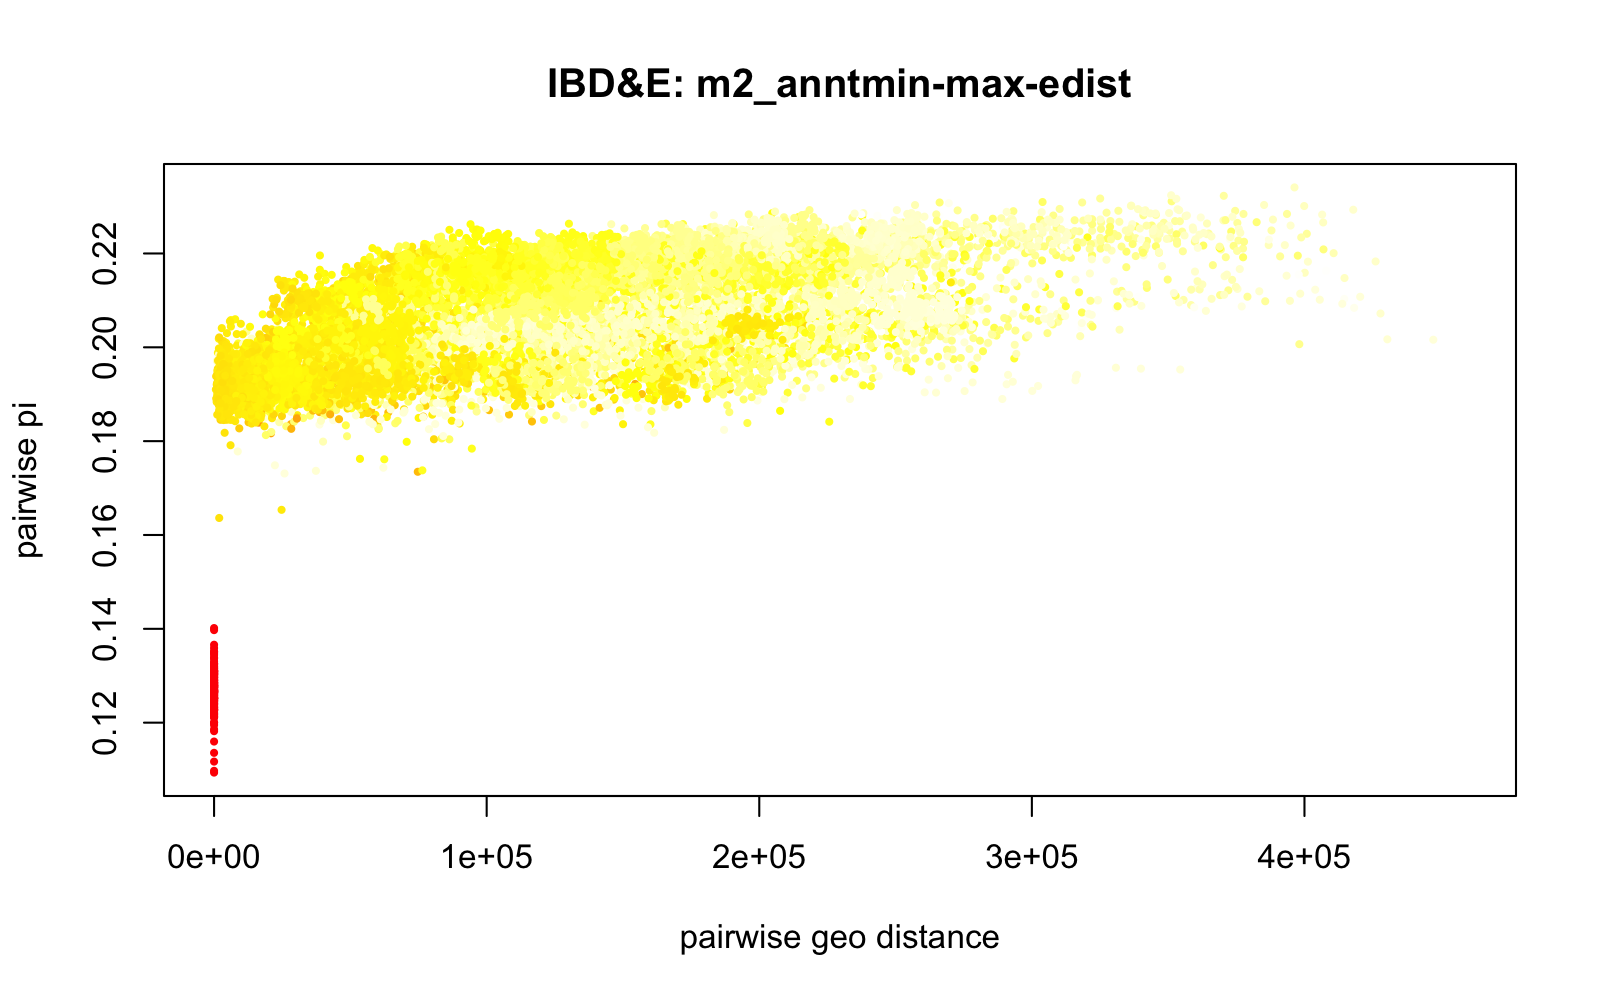 IBD&E: m2_anntmin-max-edist
pairwise pi
0.22
0.20
0.18
0.16
0.14
0.12
0e+00
1e+05
2e+05
3e+05
4e+05
pairwise geo distance